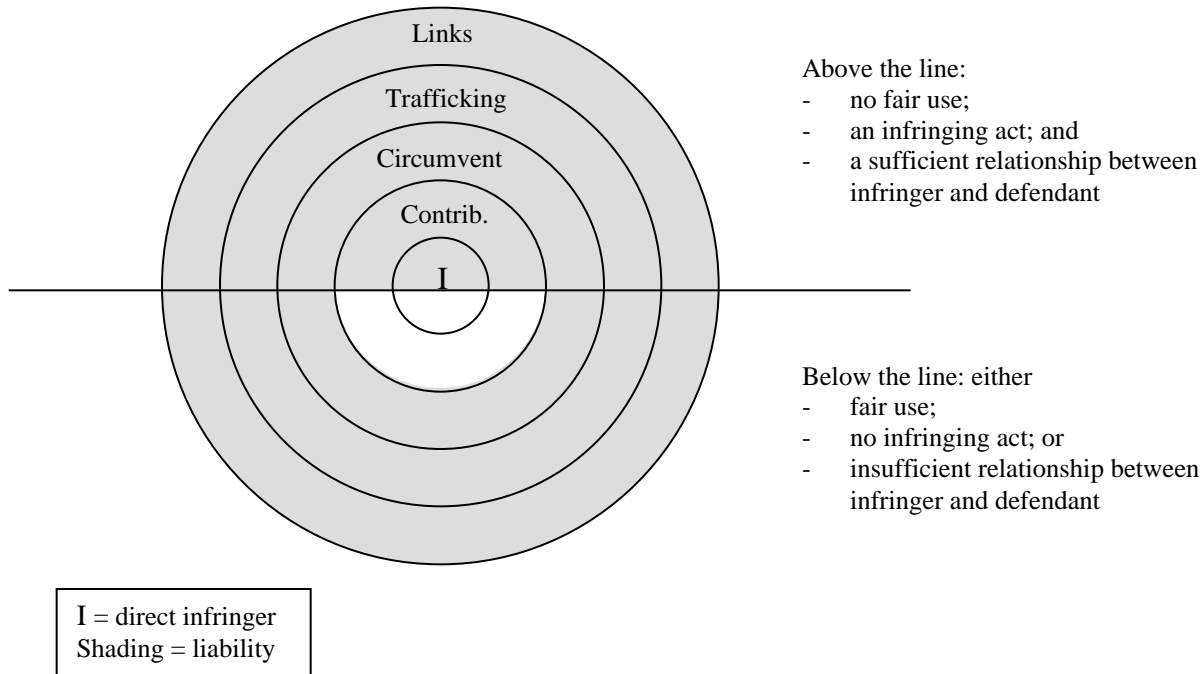 Links
Trafficking
Circumvent
Contrib.
I
Above the line:
- no fair use;
- an infringing act; and
- a sufficient relationship between
infringer and defendant
Below the line: either
- fair use;
- no infringing act; or
- insufficient relationship between
infringer and defendant
I = direct infringer
Shading = liability